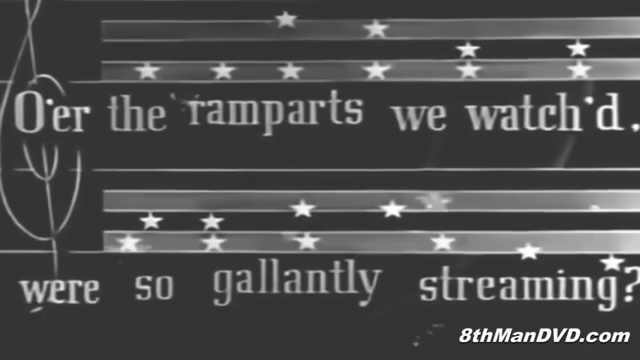 O'er the ramparts we watch'd,
were so gallantly streaming?
8thManDVD.com